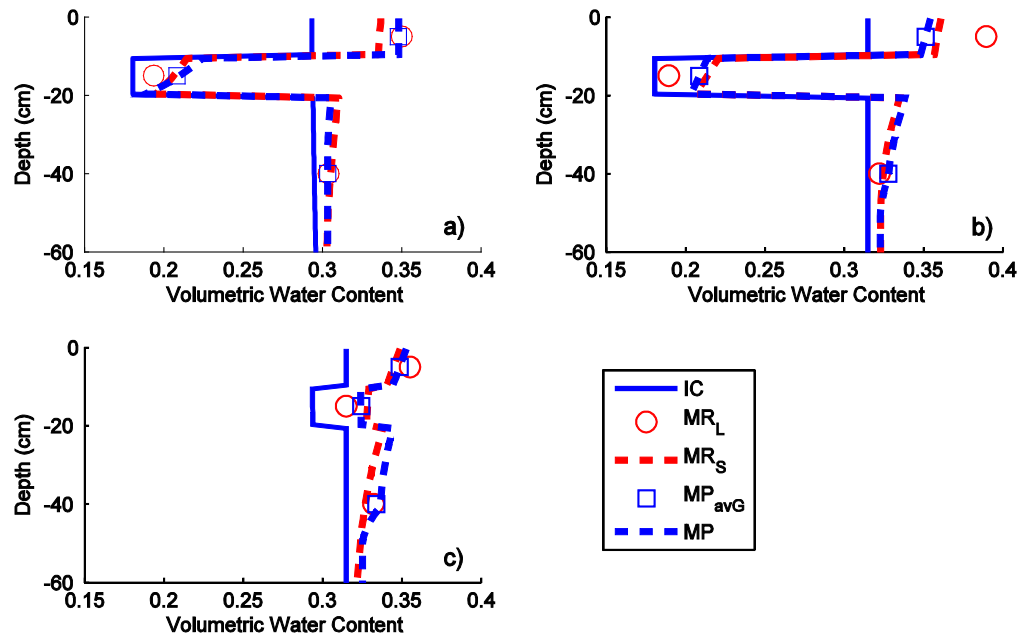 0
-20
-40
-60
Depth (cm)
0.15 0.2 0.25 0.3 0.35 0.4
Volumetric Water Content
a)
0
-20
-40
-60
Depth (cm)
0.15 0.2 0.25 0.3 0.35 0.4
Volumetric Water Content
b)
0
-20
-40
-60
Depth (cm)
0.15 0.2 0.25 0.3 0.35 0.4
Volumetric Water Content
c)
IC
MR_L
MR_S
MP_avG
MP